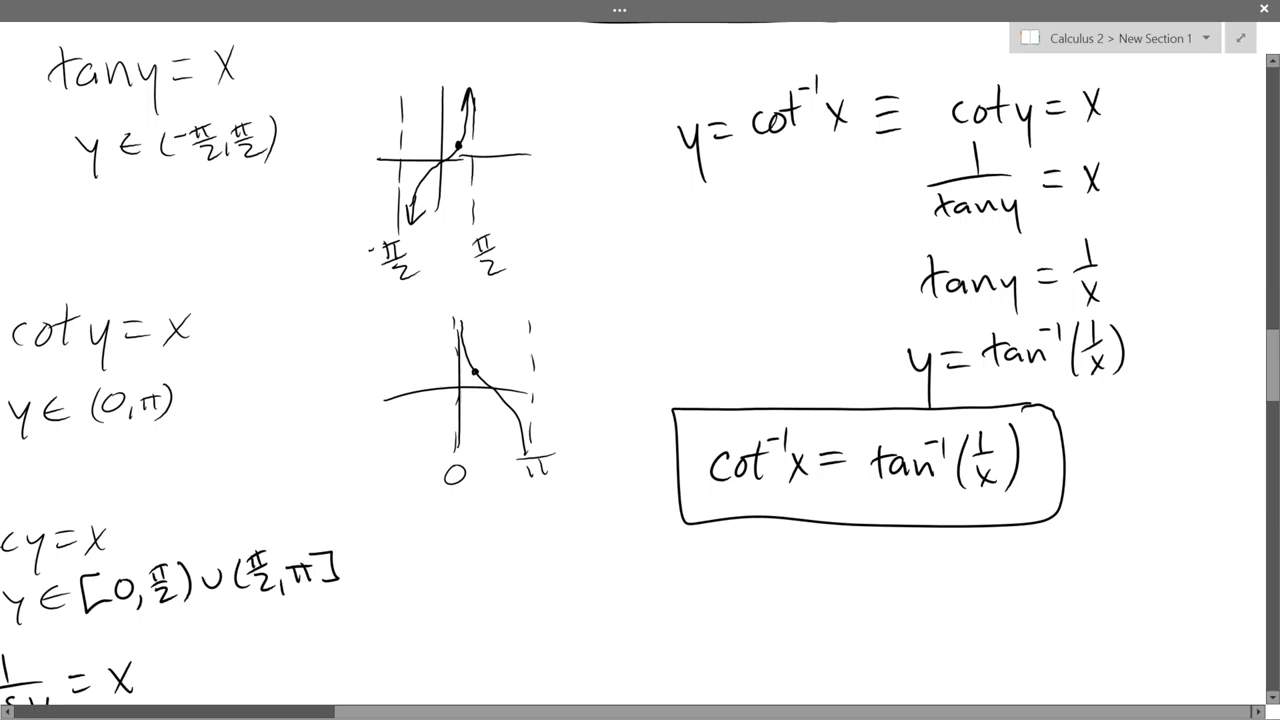 ...
Calculus 2 > New Section 1
tan y = x
y ∈ (-π/2, π/2)
-π/2 π/2
cot y = x
y ∈ (0, π)
0 π
c y = x
y ∈ [0, π/2) ∪ (π/2, π]
= x
y = cot⁻¹x ≡ cot y = x
1/tan y = x
tan y = 1/x
y = tan⁻¹(1/x)
cot⁻¹x = tan⁻¹(1/x)